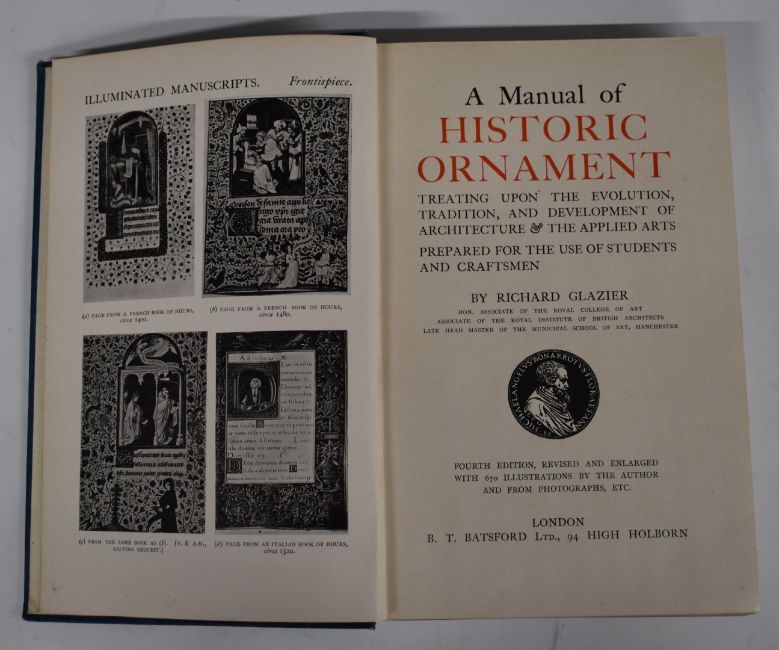 ILLUMINATED MANUSCRIPTS. Frontispiece.
(a) PAGE FROM A FRENCH BOOK OF HOURS,
circa 1400.
(b) PAGE FROM A FRENCH BOOK OF HOURS,
circa 1480.
(c) FROM THE SAME BOOK AS (b). (V. & A.M.,
SALTING BEQUEST.)
(d) PAGE FROM AN ITALIAN BOOK OF HOURS,
circa 1520.
A Manual of
HISTORIC
ORNAMENT
TREATING UPON THE EVOLUTION,
TRADITION, AND DEVELOPMENT OF
ARCHITECTURE & THE APPLIED ARTS
PREPARED FOR THE USE OF STUDENTS
AND CRAFTSMEN
BY RICHARD GLAZIER
HON. ASSOCIATE OF THE ROYAL COLLEGE OF ART
ASSOCIATE OF THE ROYAL INSTITUTE OF BRITISH ARCHITECTS
LATE HEAD MASTER OF THE MUNICIPAL SCHOOL OF ART, MANCHESTER
FOURTH EDITION, REVISED AND ENLARGED
WITH 670 ILLUSTRATIONS BY THE AUTHOR
AND FROM PHOTOGRAPHS, ETC.
LONDON
B. T. BATSFORD LTD., 94 HIGH HOLBORN